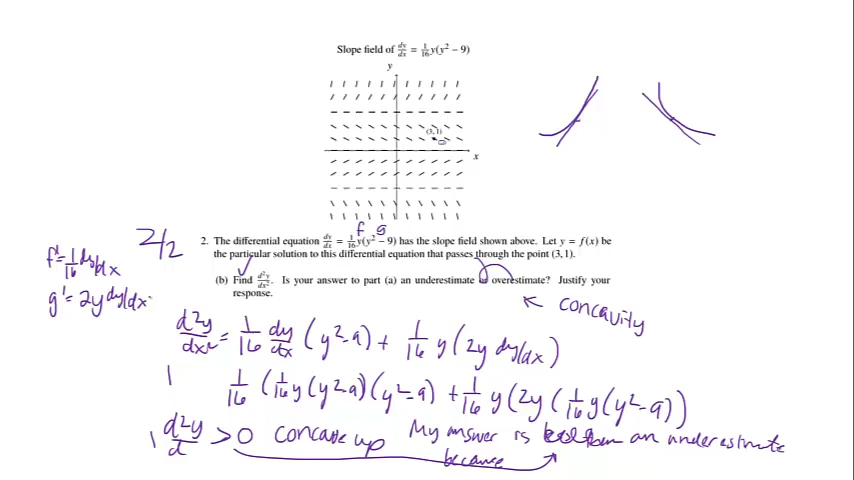 Slope field of dy/dx = 1/16 y(y² − 9)
y
(3, 1)
x
f g
2. The differential equation dy/dx = 1/16 y(y² − 9) has the slope field shown above. Let y = f(x) be
the particular solution to this differential equation that passes through the point (3, 1).
2/2
f' = 1/16 dy/dx
g' = 2y dy/dx
(b) Find d²y/dx². Is your answer to part (a) an underestimate or overestimate? Justify your
response.
← concavity
d²y/dx² = 1/16 dy/dx (y²-9) + 1/16 y (2y dy/dx)
1
1/16 (1/16 y (y²-9) (y²-9) + 1/16 y (2y (1/16 y (y²-9))
1 d²y/d > 0 concave up My answer is an underestimate
because